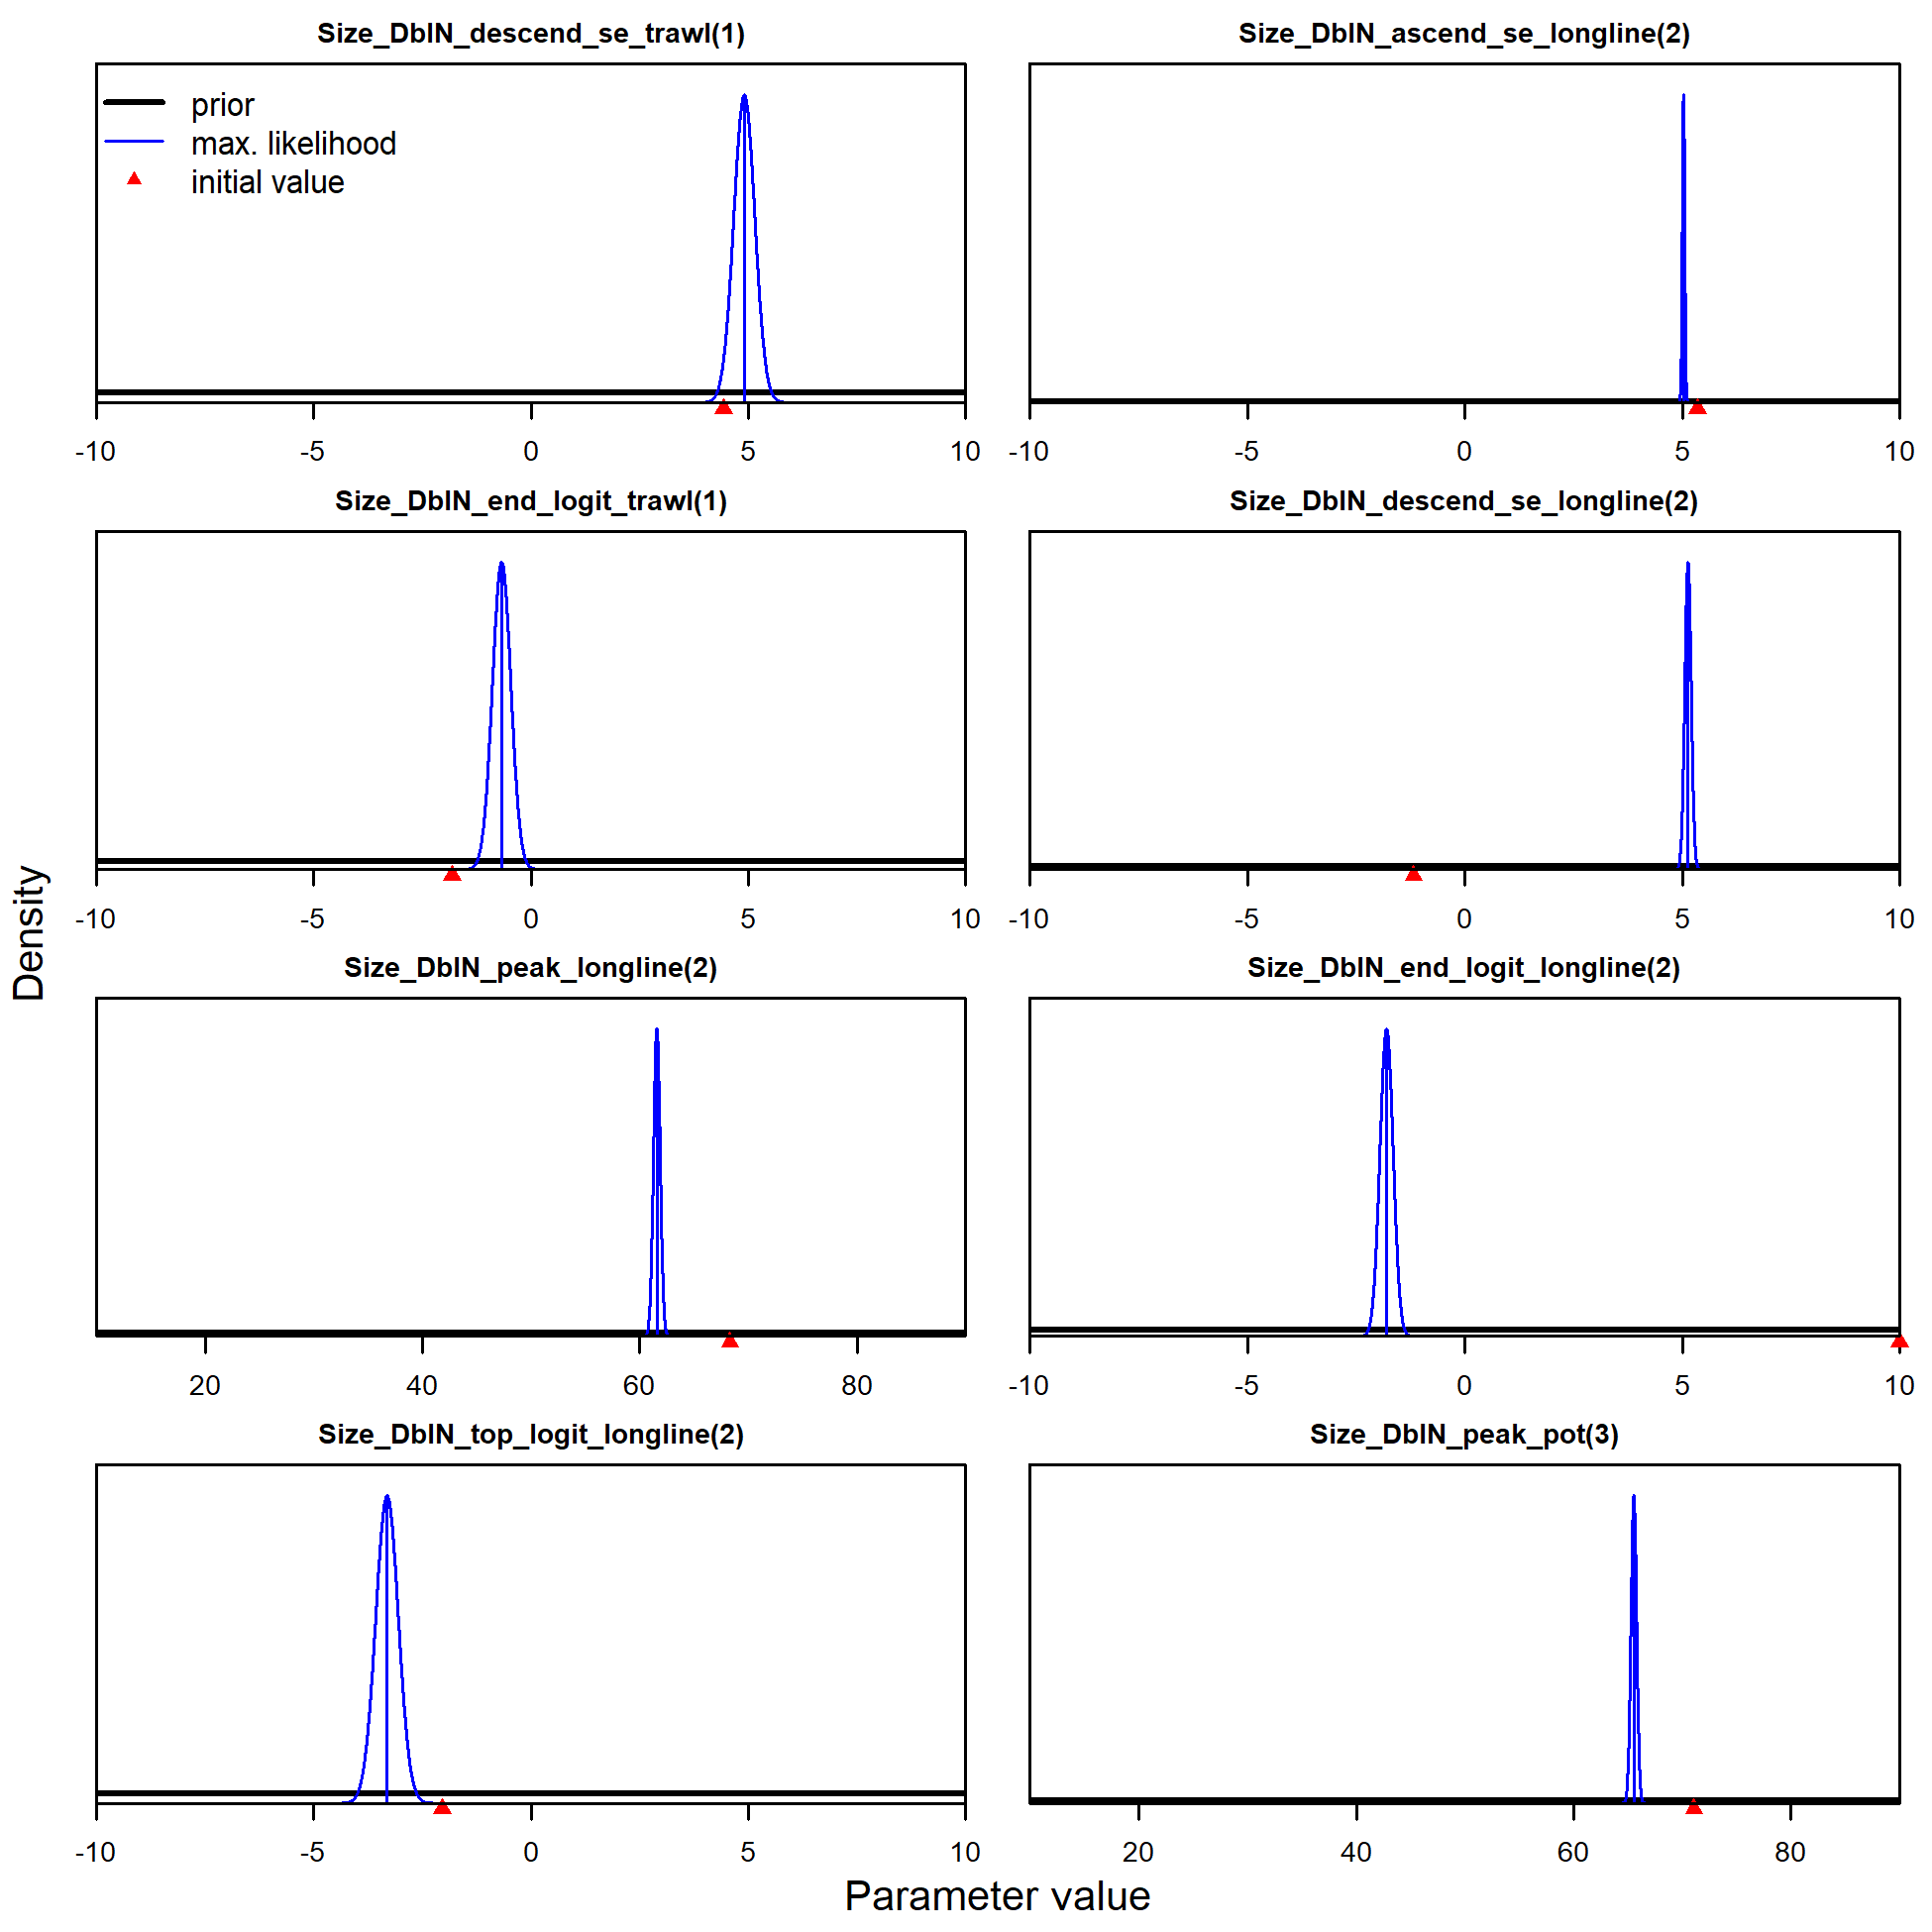 Size_DblN_descend_se_trawl(1)
prior
max. likelihood
initial value
-10 -5 0 5 10
Size_DblN_ascend_se_longline(2)
-10 -5 0 5 10
Size_DblN_end_logit_trawl(1)
-10 -5 0 5 10
Size_DblN_descend_se_longline(2)
-10 -5 0 5 10
Size_DblN_peak_longline(2)
20 40 60 80
Size_DblN_end_logit_longline(2)
-10 -5 0 5 10
Size_DblN_top_logit_longline(2)
-10 -5 0 5 10
Size_DblN_peak_pot(3)
20 40 60 80
Density
Parameter value